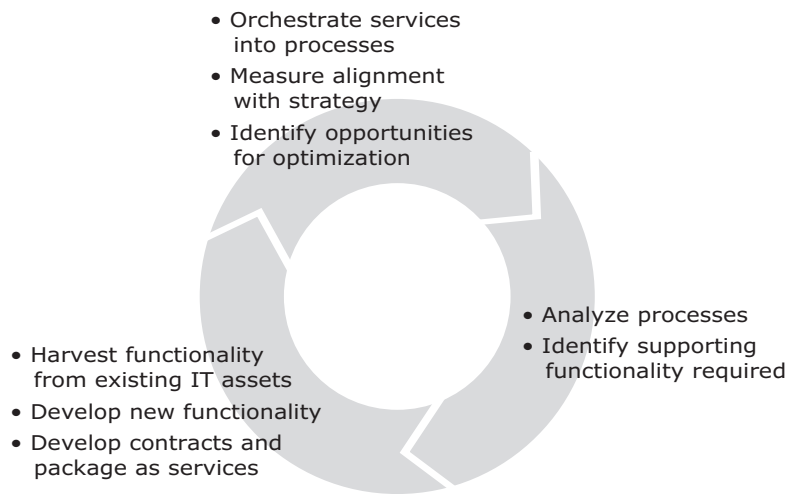 • Orchestrate services
into processes
• Measure alignment
with strategy
• Identify opportunities
for optimization
• Analyze processes
• Identify supporting
functionality required
• Harvest functionality
from existing IT assets
• Develop new functionality
• Develop contracts and
package as services